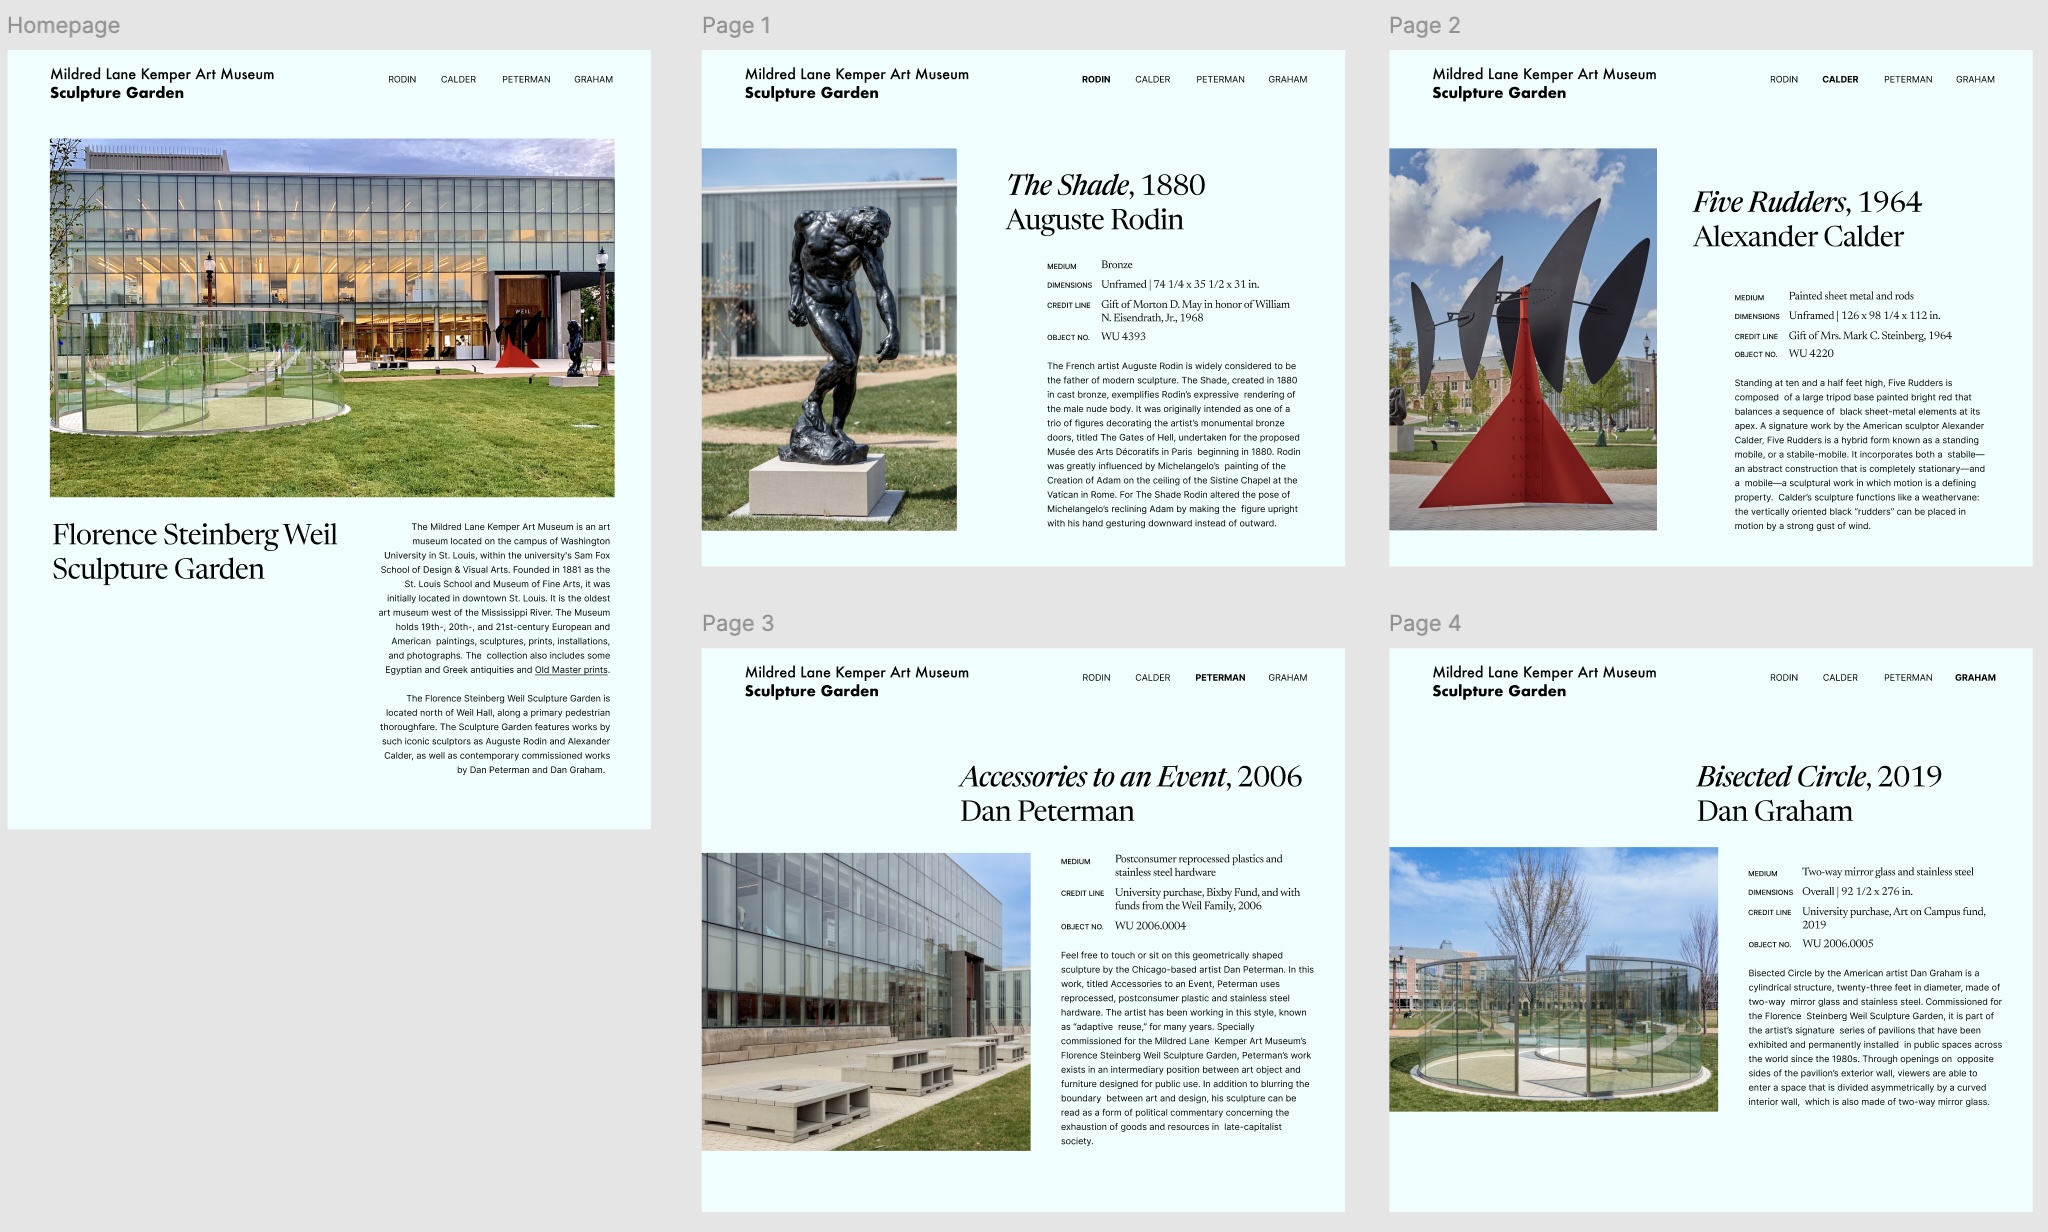 Homepage
Mildred Lane Kemper Art Museum
Sculpture Garden
RODIN CALDER PETERMAN GRAHAM
WEIL
Florence Steinberg Weil
Sculpture Garden
The Mildred Lane Kemper Art Museum is an art
museum located on the campus of Washington
University in St. Louis, within the university's Sam Fox
School of Design & Visual Arts. Founded in 1881 as the
St. Louis School and Museum of Fine Arts, it was
initially located in downtown St. Louis. It is the oldest
art museum west of the Mississippi River. The Museum
holds 19th-, 20th-, and 21st-century European and
American paintings, sculptures, prints, installations,
and photographs. The collection also includes some
Egyptian and Greek antiquities and Old Master prints.
The Florence Steinberg Weil Sculpture Garden is
located north of Weil Hall, along a primary pedestrian
thoroughfare. The Sculpture Garden features works by
such iconic sculptors as Auguste Rodin and Alexander
Calder, as well as contemporary commissioned works
by Dan Peterman and Dan Graham.
Page 1
Mildred Lane Kemper Art Museum
Sculpture Garden
RODIN CALDER PETERMAN GRAHAM
The Shade, 1880
Auguste Rodin
MEDIUM Bronze
DIMENSIONS Unframed | 74 1/4 x 35 1/2 x 31 in.
CREDIT LINE Gift of Morton D. May in honor of William
N. Eisendrath, Jr., 1968
OBJECT NO. WU 4393
The French artist Auguste Rodin is widely considered to be
the father of modern sculpture. The Shade, created in 1880
in cast bronze, exemplifies Rodin's expressive rendering of
the male nude body. It was originally intended as one of a
trio of figures decorating the artist's monumental bronze
doors, titled The Gates of Hell, undertaken for the proposed
Musée des Arts Décoratifs in Paris beginning in 1880. Rodin
was greatly influenced by Michelangelo's painting of the
Creation of Adam on the ceiling of the Sistine Chapel at the
Vatican in Rome. For The Shade Rodin altered the pose of
Michelangelo's reclining Adam by making the figure upright
with his hand gesturing downward instead of outward.
Page 2
Mildred Lane Kemper Art Museum
Sculpture Garden
RODIN CALDER PETERMAN GRAHAM
Five Rudders, 1964
Alexander Calder
MEDIUM Painted sheet metal and rods
DIMENSIONS Unframed | 126 x 98 1/4 x 112 in.
CREDIT LINE Gift of Mrs. Mark C. Steinberg, 1964
OBJECT NO. WU 4220
Standing at ten and a half feet high, Five Rudders is
composed of a large tripod base painted bright red that
balances a sequence of black sheet-metal elements at its
apex. A signature work by the American sculptor Alexander
Calder, Five Rudders is a hybrid form known as a standing
mobile, or a stabile-mobile. It incorporates both a stabile—
an abstract construction that is completely stationary—and
a mobile—a sculptural work in which motion is a defining
property. Calder's sculpture functions like a weathervane:
the vertically oriented black "rudders" can be placed in
motion by a strong gust of wind.
Page 3
Mildred Lane Kemper Art Museum
Sculpture Garden
RODIN CALDER PETERMAN GRAHAM
Accessories to an Event, 2006
Dan Peterman
MEDIUM Postconsumer reprocessed plastics and
stainless steel hardware
CREDIT LINE University purchase, Bixby Fund, and with
funds from the Weil Family, 2006
OBJECT NO. WU 2006.0004
Feel free to touch or sit on this geometrically shaped
sculpture by the Chicago-based artist Dan Peterman. In this
work, titled Accessories to an Event, Peterman uses
reprocessed, postconsumer plastic and stainless steel
hardware. The artist has been working in this style, known
as "adaptive reuse," for many years. Specially
commissioned for the Mildred Lane Kemper Art Museum's
Florence Steinberg Weil Sculpture Garden, Peterman's work
exists in an intermediary position between art object and
furniture designed for public use. In addition to blurring the
boundary between art and design, his sculpture can be
read as a form of political commentary concerning the
exhaustion of goods and resources in late-capitalist
society.
Page 4
Mildred Lane Kemper Art Museum
Sculpture Garden
RODIN CALDER PETERMAN GRAHAM
Bisected Circle, 2019
Dan Graham
MEDIUM Two-way mirror glass and stainless steel
DIMENSIONS Overall | 92 1/2 x 276 in.
CREDIT LINE University purchase, Art on Campus fund,
2019
OBJECT NO. WU 2006.0005
Bisected Circle by the American artist Dan Graham is a
cylindrical structure, twenty-three feet in diameter, made of
two-way mirror glass and stainless steel. Commissioned for
the Florence Steinberg Weil Sculpture Garden, it is part of
the artist's signature series of pavilions that have been
exhibited and permanently installed in public spaces across
the world since the 1980s. Through openings on opposite
sides of the pavilion's exterior wall, viewers are able to
enter a space that is divided asymmetrically by a curved
interior wall, which is also made of two-way mirror glass.